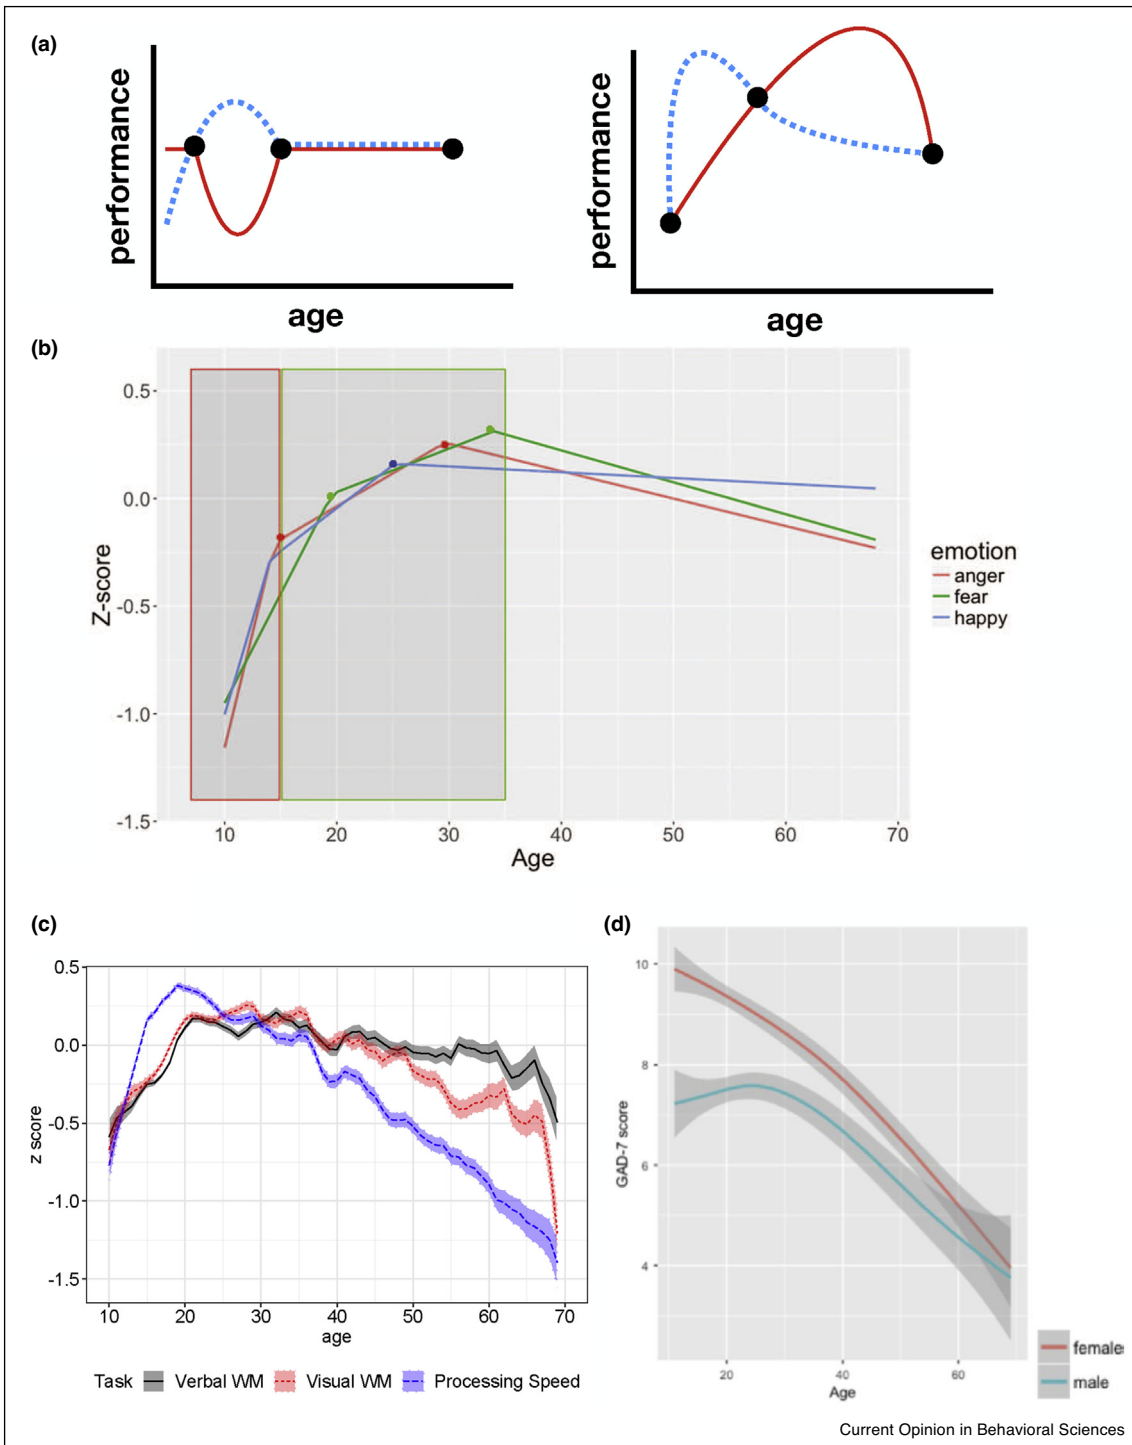 (a)
performance
age
performance
age
(b)
0.5
0.0
-0.5
-1.0
-1.5
Z-score
10 20 30 40 50 60 70
Age
emotion
anger
fear
happy
(c)
0.5
0.0
-0.5
-1.0
-1.5
z score
10 20 30 40 50 60 70
age
Task Verbal WM Visual WM Processing Speed
(d)
10
8
6
4
GAD-7 score
20 40 60
Age
female
male
Current Opinion in Behavioral Sciences